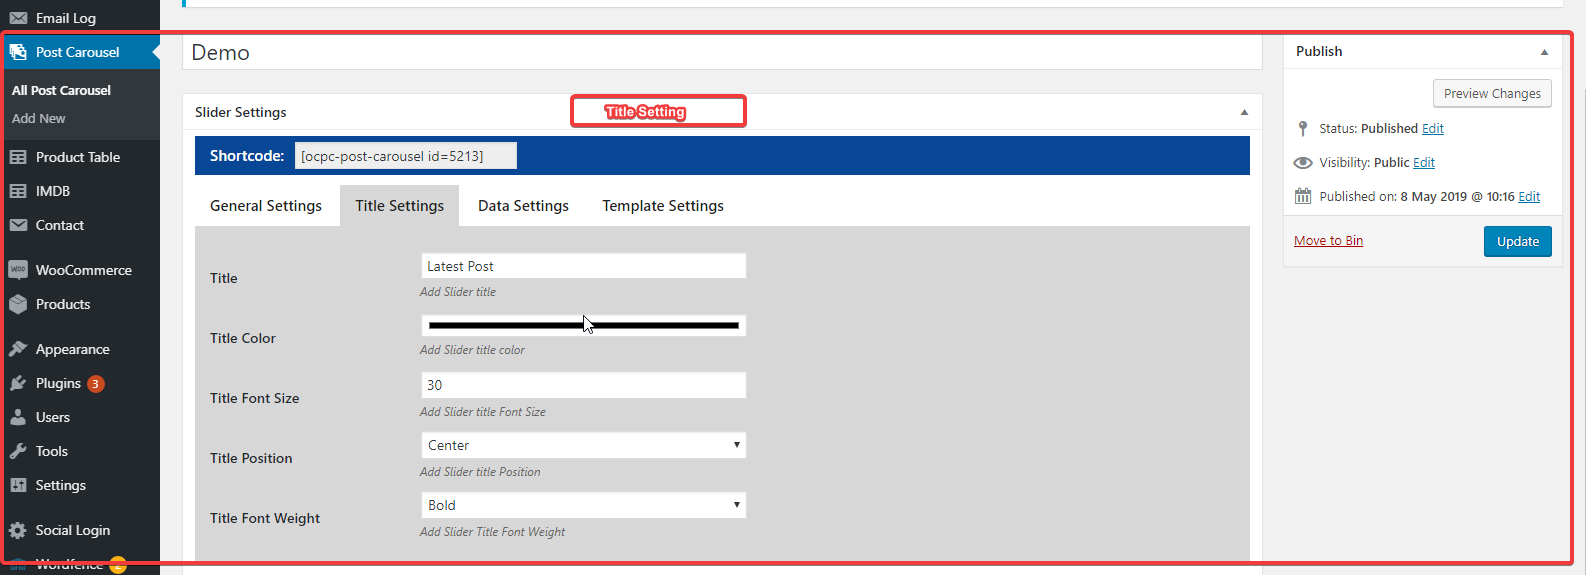 Email Log
Post Carousel
All Post Carousel
Add New
Product Table
IMDB
Contact
WooCommerce
Products
Appearance
Plugins 3
Users
Tools
Settings
Social Login
Wordfence 2
Demo
Slider Settings
Title Setting
Shortcode: [ocpc-post-carousel id=5213]
General Settings Title Settings Data Settings Template Settings
Title
Latest Post
Add Slider title
Title Color
Add Slider title color
Title Font Size
30
Add Slider title Font Size
Title Position
Center
Add Slider title Position
Title Font Weight
Bold
Add Slider Title Font Weight
Publish
Preview Changes
Status: Published Edit
Visibility: Public Edit
Published on: 8 May 2019 @ 10:16 Edit
Move to Bin
Update